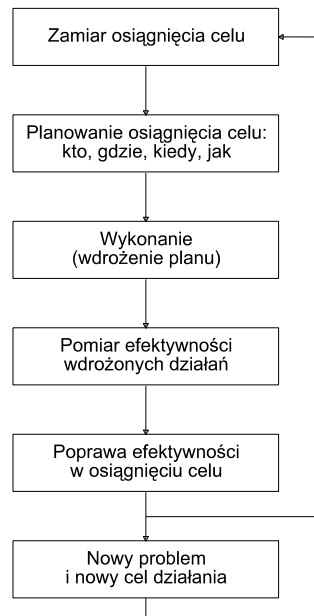 Zamiar osiągnięcia celu
Planowanie osiągnięcia celu:
kto, gdzie, kiedy, jak
Wykonanie
(wdrożenie planu)
Pomiar efektywności
wdrożonych działań
Poprawa efektywności
w osiągnięciu celu
Nowy problem
i nowy cel działania